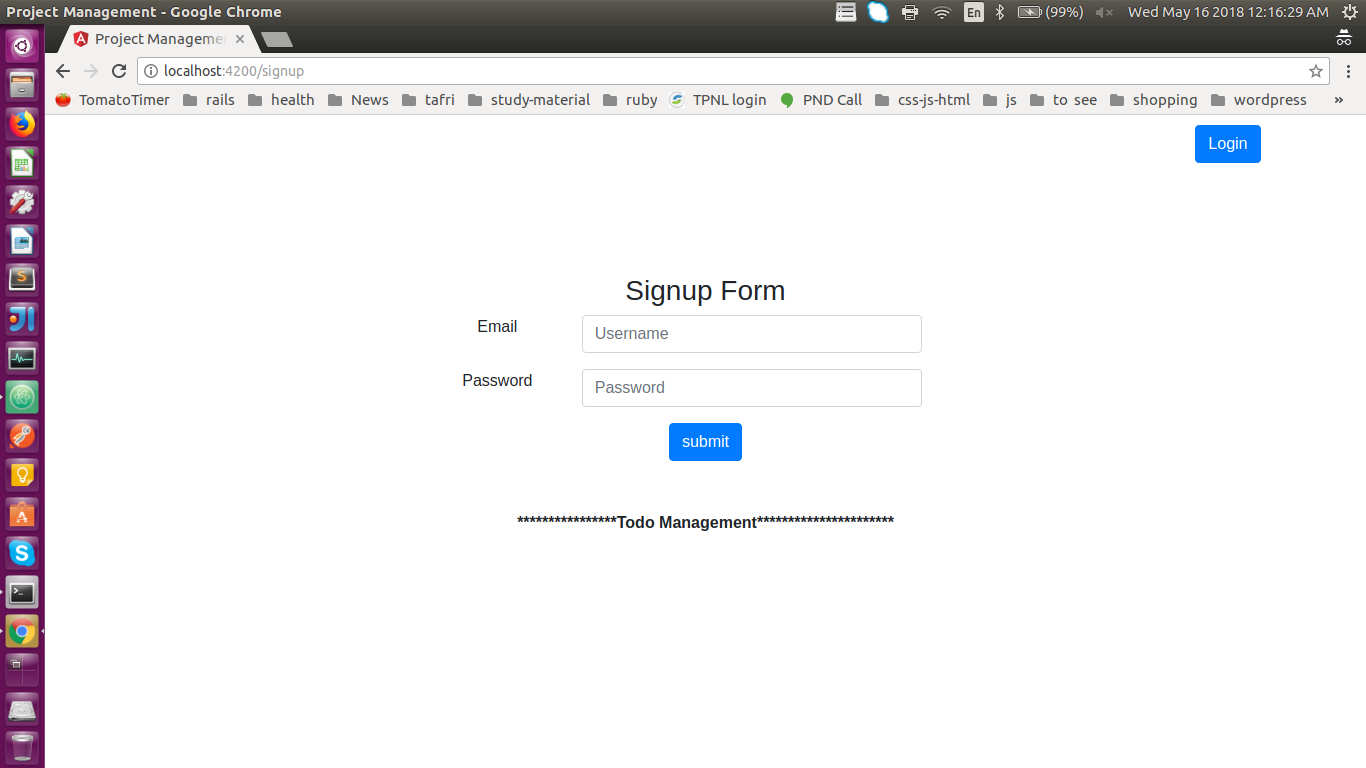 Project Management - Google Chrome
En (99%) Wed May 16 2018 12:16:29 AM
Project Manageme
localhost:4200/signup
TomatoTimer rails health News tafri study-material ruby TPNL login PND Call css-js-html js to see shopping wordpress »
Login
Signup Form
Email Username
Password Password
submit
****************Todo Management**********************